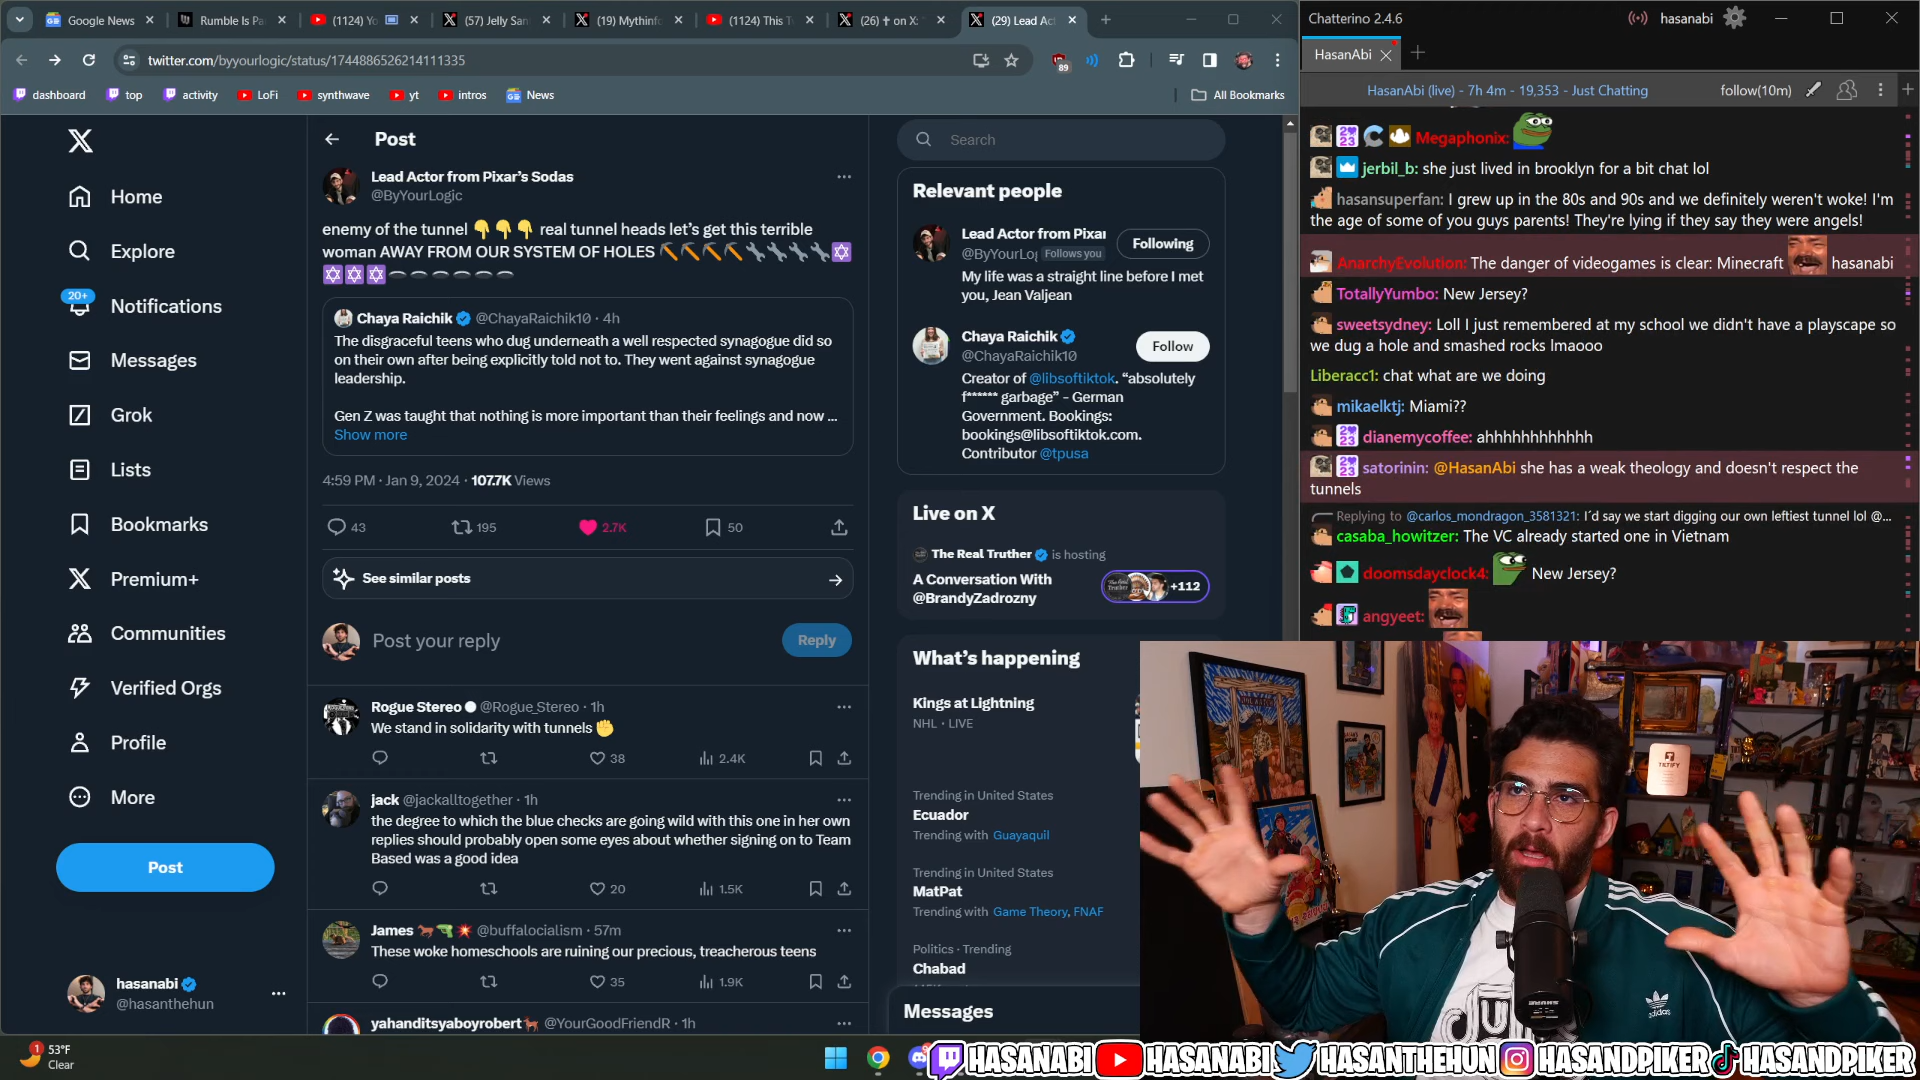 Google News
Rumble Is Pa
(1124) Yo
(57) Jelly San
(19) Mythinfo
(1124) This T
(26) ✝ on X: "
(29) Lead Act
twitter.com/byyourlogic/status/1744886526214111335
89
dashboard
top
activity
LoFi
synthwave
yt
intros
News
All Bookmarks
Home
Explore
20+
Notifications
Messages
Grok
Lists
Bookmarks
Premium+
Communities
Verified Orgs
Profile
More
Post
hasanabi
@hasanthehun
Post
Lead Actor from Pixar's Sodas
@ByYourLogic
enemy of the tunnel 👇👇👇 real tunnel heads let's get this terrible
woman AWAY FROM OUR SYSTEM OF HOLES ⛏️⛏️⛏️⛏️🔧🔧🔧🔧🔯
🔯🔯🔯🕳️🕳️🕳️🕳️🕳️🕳️
Chaya Raichik @ChayaRaichik10 · 4h
The disgraceful teens who dug underneath a well respected synagogue did so
on their own after being explicitly told not to. They went against synagogue
leadership.
Gen Z was taught that nothing is more important than their feelings and now ...
Show more
4:59 PM · Jan 9, 2024 · 107.7K Views
43 195 2.7K 50
See similar posts
Post your reply
Reply
Rogue Stereo @Rogue_Stereo · 1h
We stand in solidarity with tunnels ✊
38 2.4K
jack @jackalltogether · 1h
the degree to which the blue checks are going wild with this one in her own
replies should probably open some eyes about whether signing on to Team
Based was a good idea
20 1.5K
James 🐎🔫💥 @buffalocialism · 57m
These woke homeschools are ruining our precious, treacherous teens
35 1.9K
yahanditsyaboyrobert @YourGoodFriendR · 1h
Search
Relevant people
Lead Actor from Pixar
@ByYourLo Follows you
Following
My life was a straight line before I met
you, Jean Valjean
Chaya Raichik
@ChayaRaichik10
Follow
Creator of @libsoftiktok. "absolutely
f****** garbage" – German
Government. Bookings:
bookings@libsoftiktok.com.
Contributor @tpusa
Live on X
The Real Truther is hosting
A Conversation With
@BrandyZadrozny
+112
What's happening
Kings at Lightning
NHL · LIVE
Trending in United States
Ecuador
Trending with Guayaquil
Trending in United States
MatPat
Trending with Game Theory, FNAF
Politics · Trending
Chabad
Messages
Chatterino 2.4.6
hasanabi
HasanAbi
HasanAbi (live) - 7h 4m - 19,353 - Just Chatting
follow(10m)
Megaphonix:
jerbil_b: she just lived in brooklyn for a bit chat lol
hasansuperfan: I grew up in the 80s and 90s and we definitely weren't woke! I'm
the age of some of you guys parents! They're lying if they say they were angels!
AnarchyEvolution: The danger of videogames is clear: Minecraft hasanabi
TotallyYumbo: New Jersey?
sweetsydney: Loll I just remembered at my school we didn't have a playscape so
we dug a hole and smashed rocks lmaooo
Liberacc1: chat what are we doing
mikaelktj: Miami??
dianemycoffee: ahhhhhhhhhhhh
satorinin: @HasanAbi she has a weak theology and doesn't respect the
tunnels
Replying to @carlos_mondragon_3581321: I´d say we start digging our own leftiest tunnel lol @...
casaba_howitzer: The VC already started one in Vietnam
doomsdayclock4: New Jersey?
angyeet:
TILTIFY
adidas
1
53°F
Clear
HASANABI HASANABI HASANTHEHUN HASANDPIKER HASANDPIKER